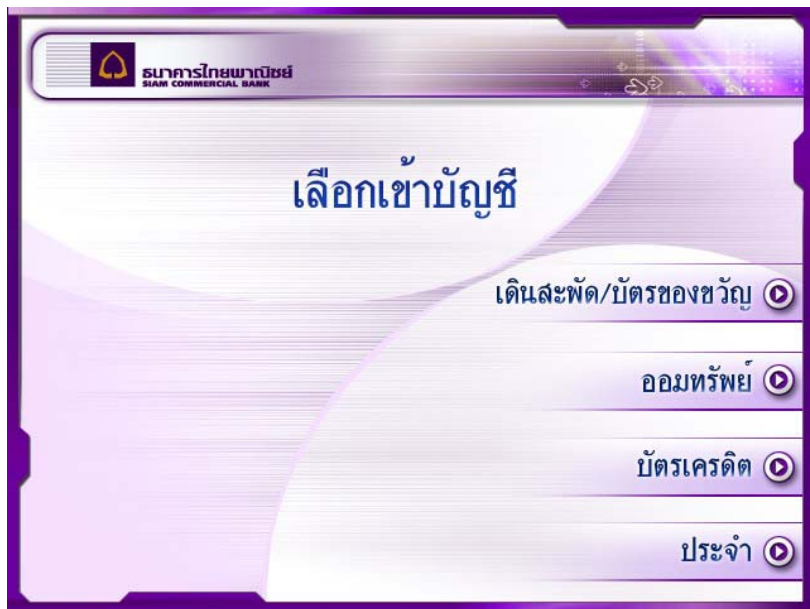 ธนาคารไทยพาณิชย์
SIAM COMMERCIAL BANK
เลือกเข้าบัญชี
เดินสะพัด/บัตรของขวัญ
ออมทรัพย์
บัตรเครดิต
ประจำ